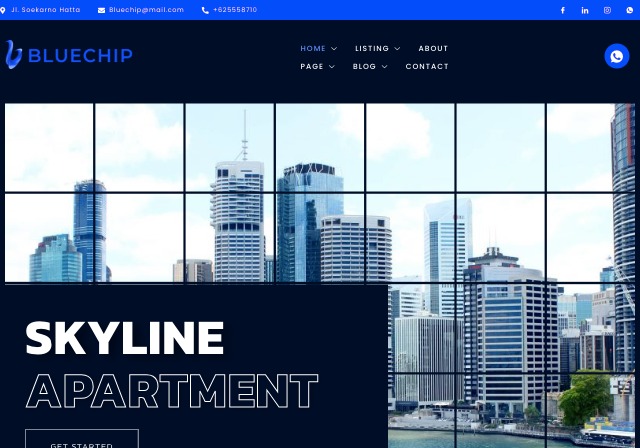 Jl. Soekarno Hatta
Bluechip@mail.com
+625558710
BLUECHIP
HOME
LISTING
ABOUT
PAGE
BLOG
CONTACT
SKYLINE
APARTMENT
GET STARTED